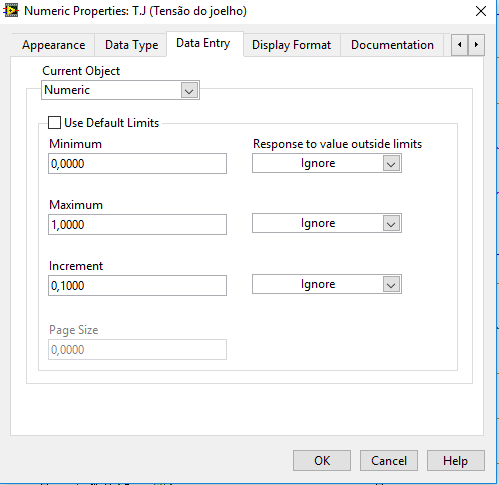 Numeric Properties: T.J (Tensão do joelho)
Appearance Data Type Data Entry Display Format Documentation
Current Object
Numeric
Use Default Limits
Minimum Response to value outside limits
0,0000 Ignore
Maximum
1,0000 Ignore
Increment
0,1000 Ignore
Page Size
0,0000
OK Cancel Help